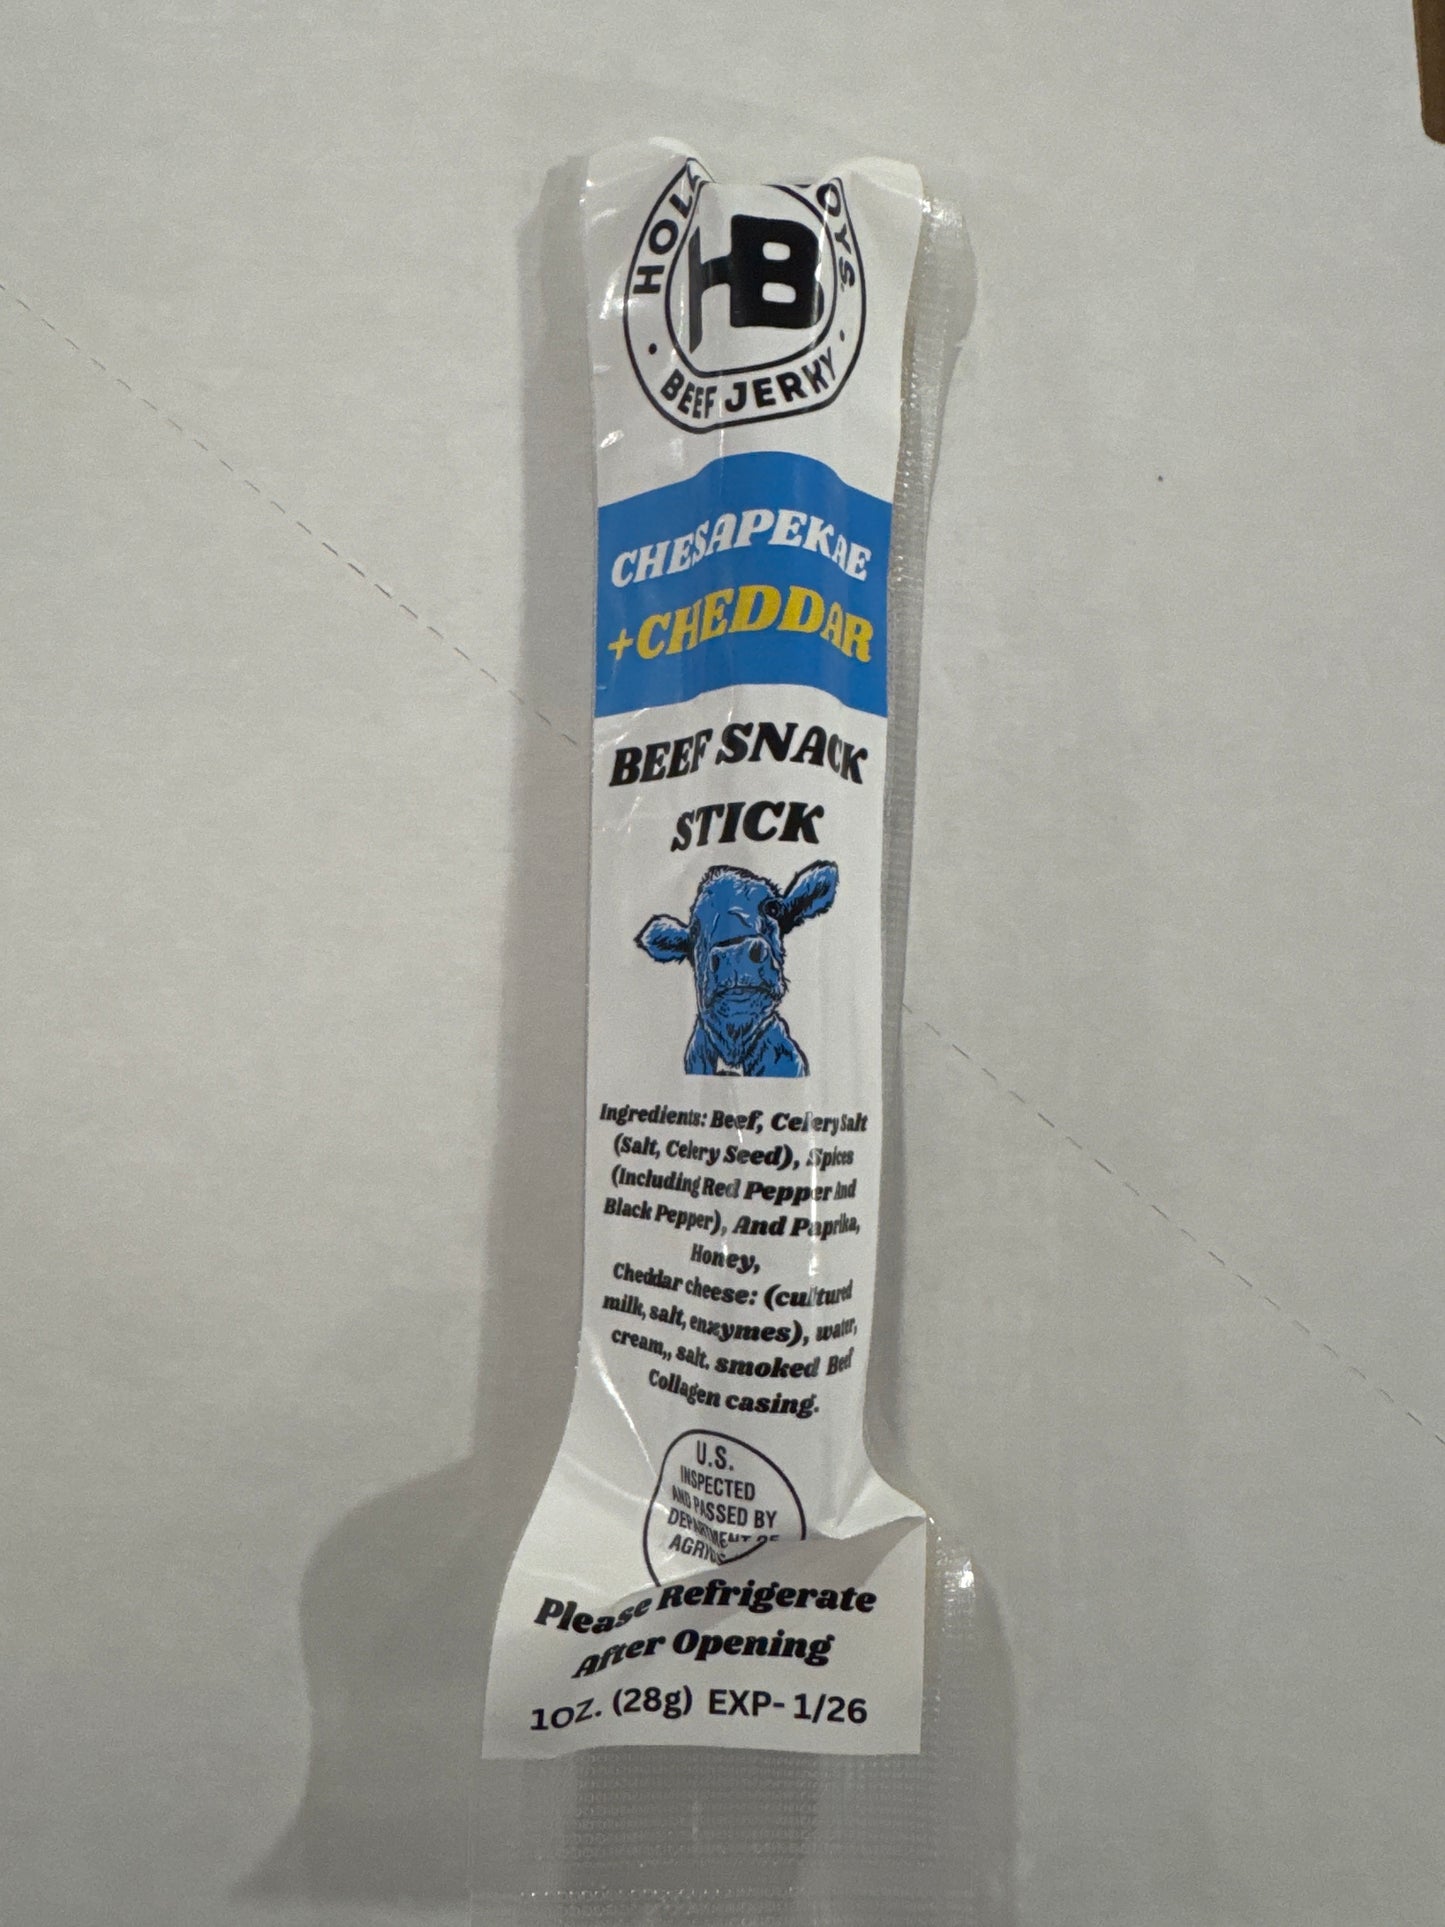 HB
BEEF JERKY
CHESAPEKAE
+CHEDDAR
BEEF SNACK
STICK
Ingredients: Beef, Celery Salt
(Salt, Celery Seed), Spices
(Including Red Pepper And
Black Pepper), And Paprika,
Honey,
Cheddar cheese: (cultured
milk, salt, enzymes), water,
cream,, salt. smoked Beef
Collagen casing.
U.S.
INSPECTED
AND PASSED BY
DEPARTMENT OF
Please Refrigerate
After Opening
1OZ. (28g) EXP- 1/26